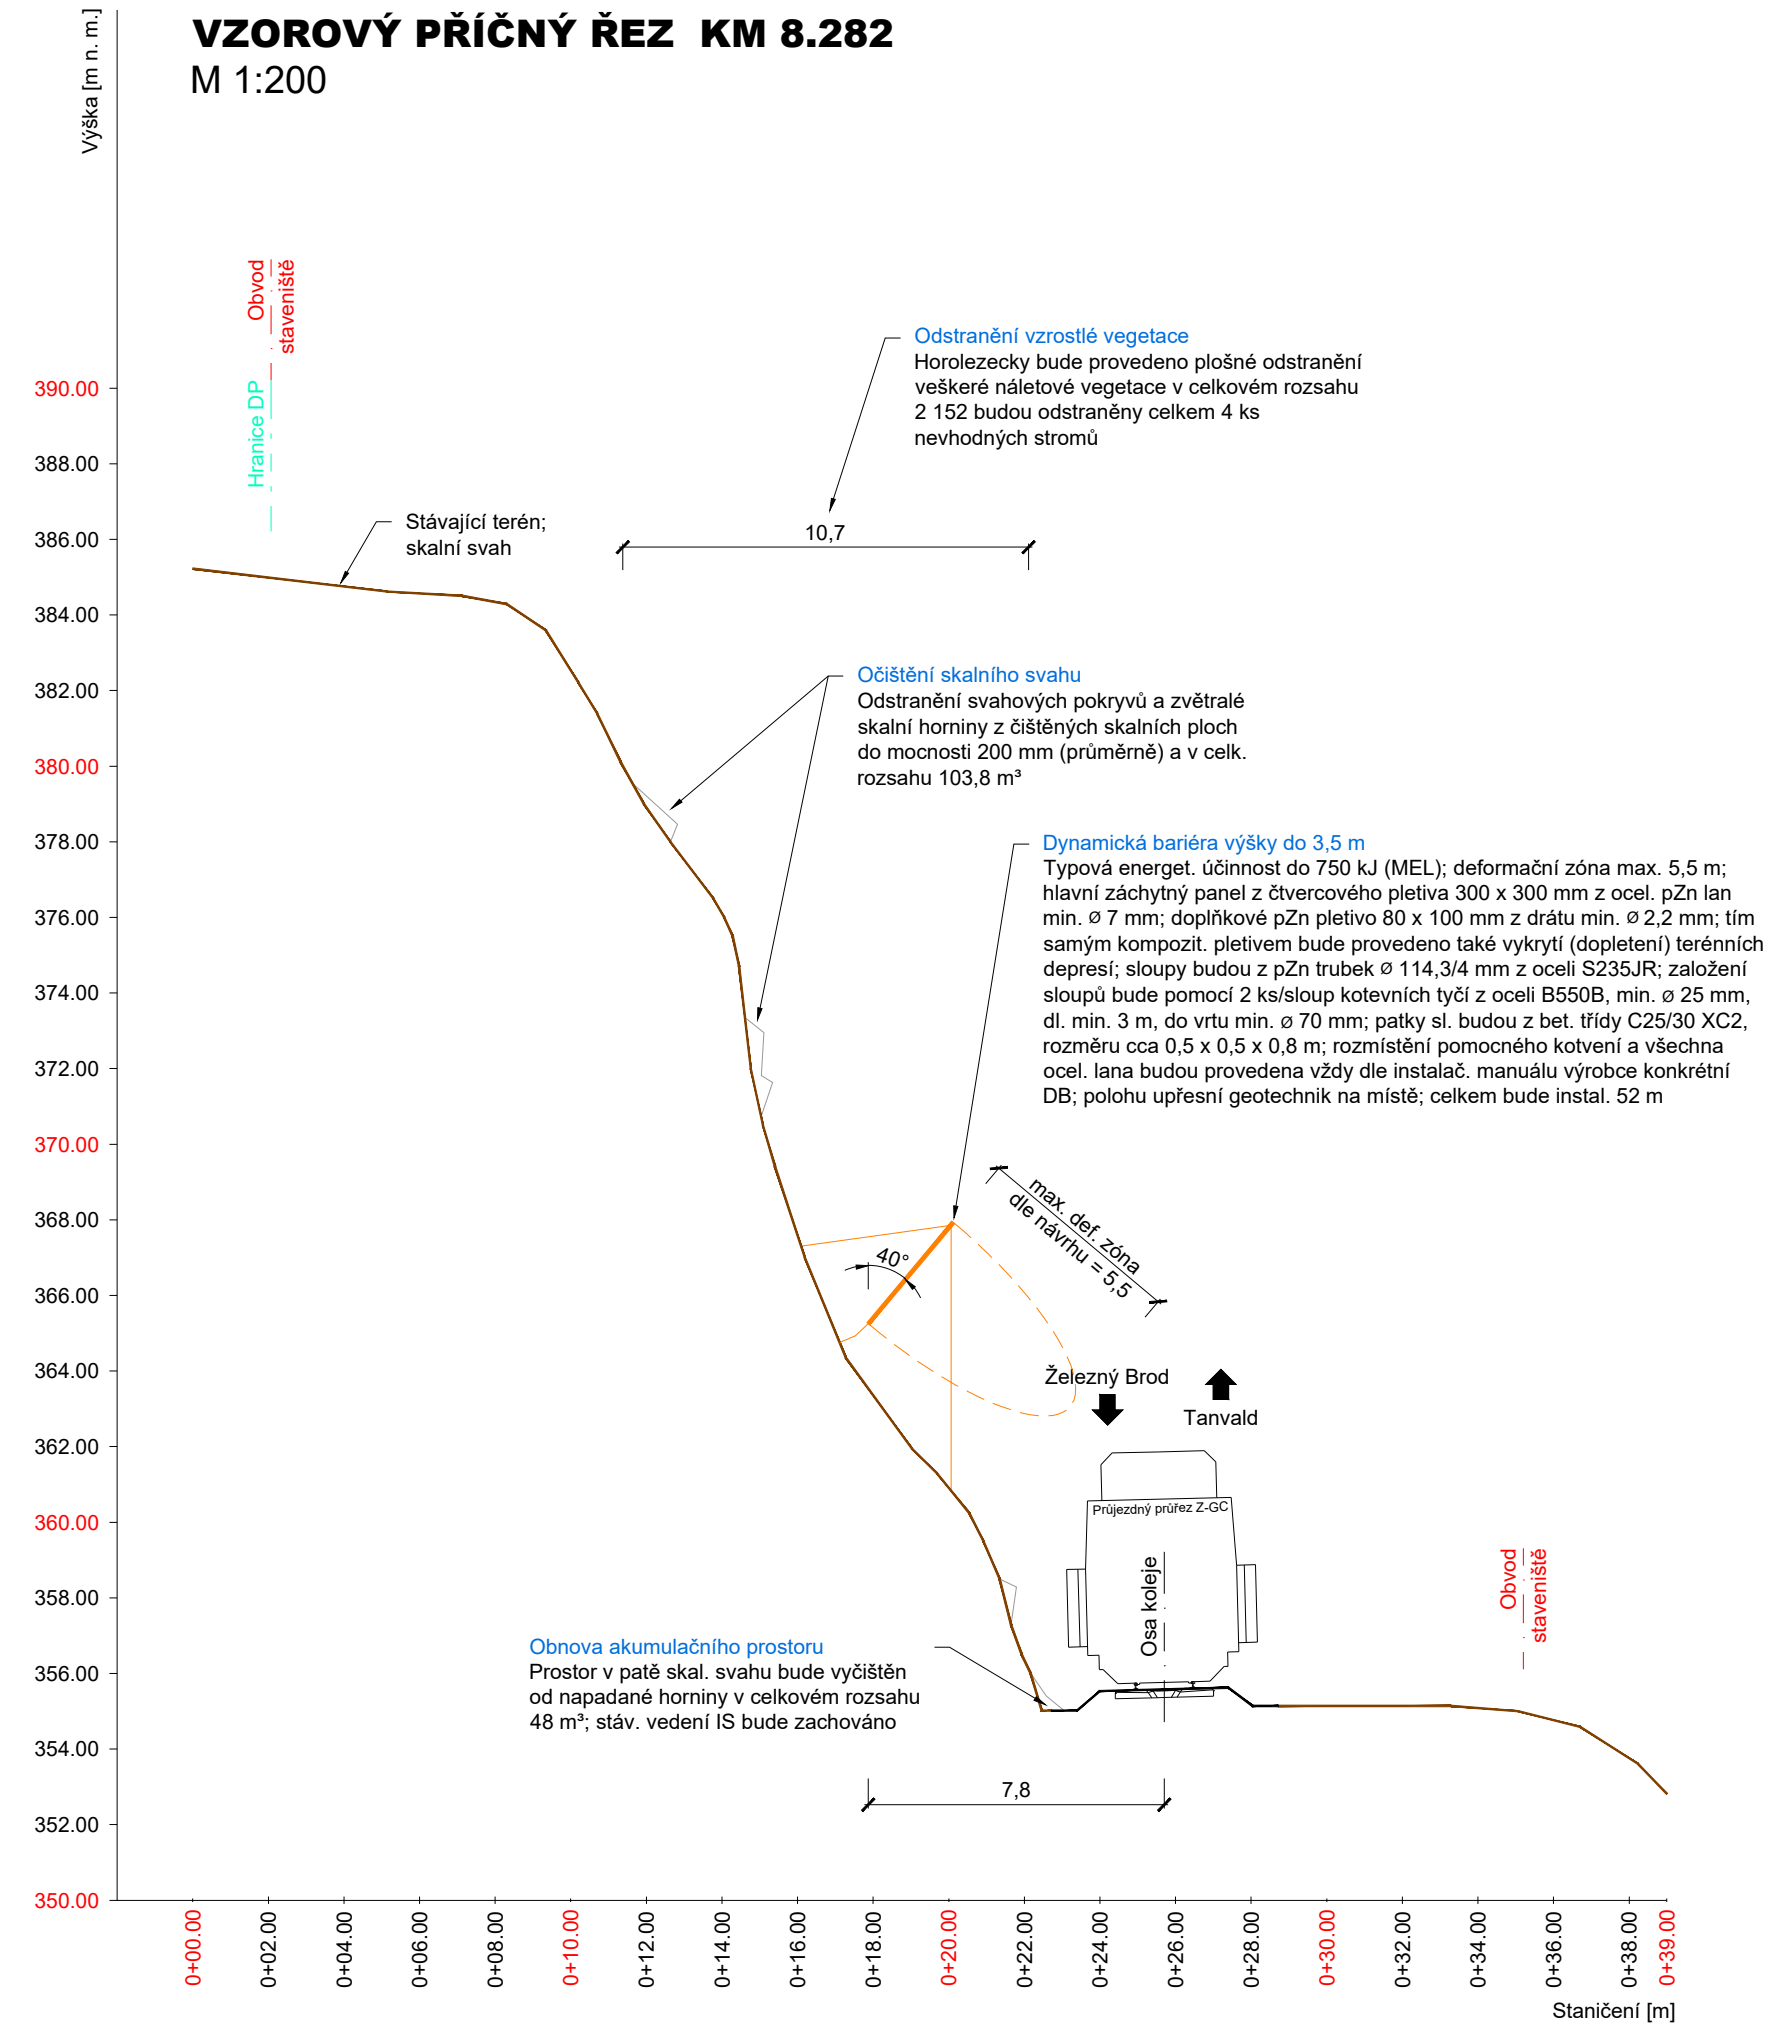 VZOROVÝ PŘÍČNÝ ŘEZ  KM 8.282
M 1:200
Výška [m n. m.]
Obvod
staveniště
Hranice DP
Odstranění vzrostlé vegetace
Horolezecky bude provedeno plošné odstranění
veškeré náletové vegetace v celkovém rozsahu
2 152 budou odstraněny celkem 4 ks
nevhodných stromů
Stávající terén;
skalní svah
10,7
Očištění skalního svahu
Odstranění svahových pokryvů a zvětralé
skalní horniny z čištěných skalních ploch
do mocnosti 200 mm (průměrně) a v celk.
rozsahu 103,8 m³
Dynamická bariéra výšky do 3,5 m
Typová energet. účinnost do 750 kJ (MEL); deformační zóna max. 5,5 m;
hlavní záchytný panel z čtvercového pletiva 300 x 300 mm z ocel. pZn lan
min. ø 7 mm; doplňkové pZn pletivo 80 x 100 mm z drátu min. ø 2,2 mm; tím
samým kompozit. pletivem bude provedeno také vykrytí (dopletení) terénních
depresí; sloupy budou z pZn trubek ø 114,3/4 mm z oceli S235JR; založení
sloupů bude pomocí 2 ks/sloup kotevních tyčí z oceli B550B, min. ø 25 mm,
dl. min. 3 m, do vrtu min. ø 70 mm; patky sl. budou z bet. třídy C25/30 XC2,
rozměru cca 0,5 x 0,5 x 0,8 m; rozmístění pomocného kotvení a všechna
ocel. lana budou provedena vždy dle instalač. manuálu výrobce konkrétní
DB; polohu upřesní geotechnik na místě; celkem bude instal. 52 m
max. def. zóna
dle návrhu = 5,5
40°
Železný Brod
Tanvald
Průjezdný průřez Z-GC
Osa koleje
Obvod
staveniště
Obnova akumulačního prostoru
Prostor v patě skal. svahu bude vyčištěn
od napadané horniny v celkovém rozsahu
48 m³; stáv. vedení IS bude zachováno
7,8
390.00
388.00
386.00
384.00
382.00
380.00
378.00
376.00
374.00
372.00
370.00
368.00
366.00
364.00
362.00
360.00
358.00
356.00
354.00
352.00
350.00
0+00.00
0+02.00
0+04.00
0+06.00
0+08.00
0+10.00
0+12.00
0+14.00
0+16.00
0+18.00
0+20.00
0+22.00
0+24.00
0+26.00
0+28.00
0+30.00
0+32.00
0+34.00
0+36.00
0+38.00
0+39.00
Staničení [m]